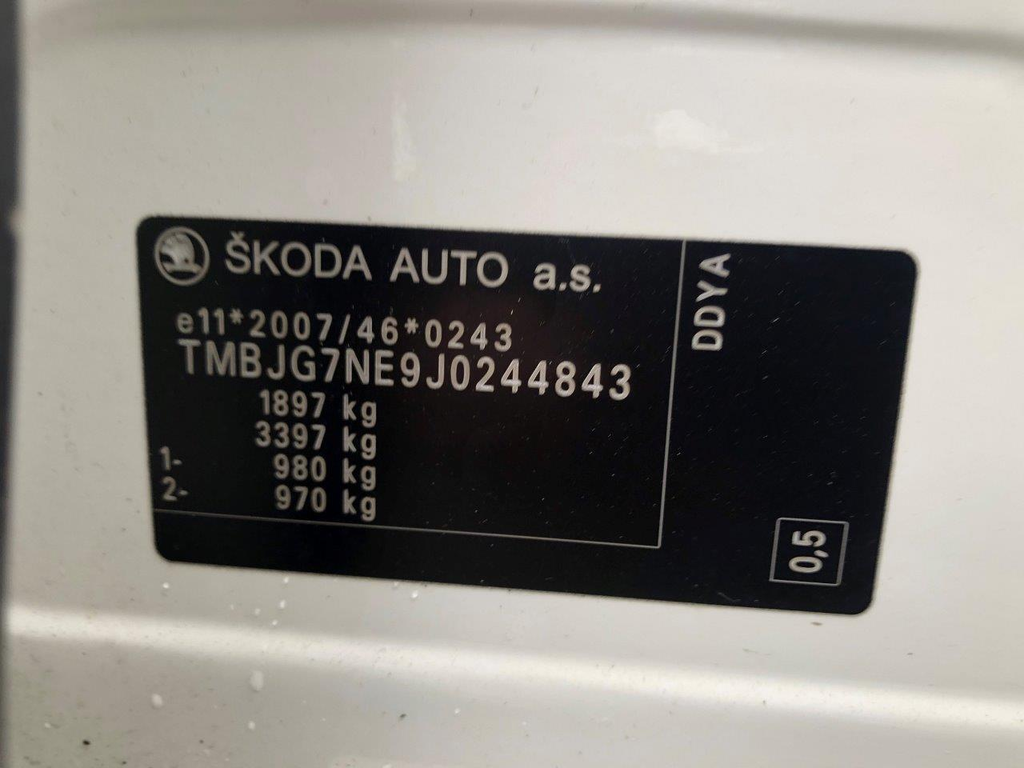 ŠKODA AUTO a.s.
e11*2007/46*0243
TMBJG7NE9J0244843
1897 kg
3397 kg
1- 980 kg
2- 970 kg
DDYA
0,5